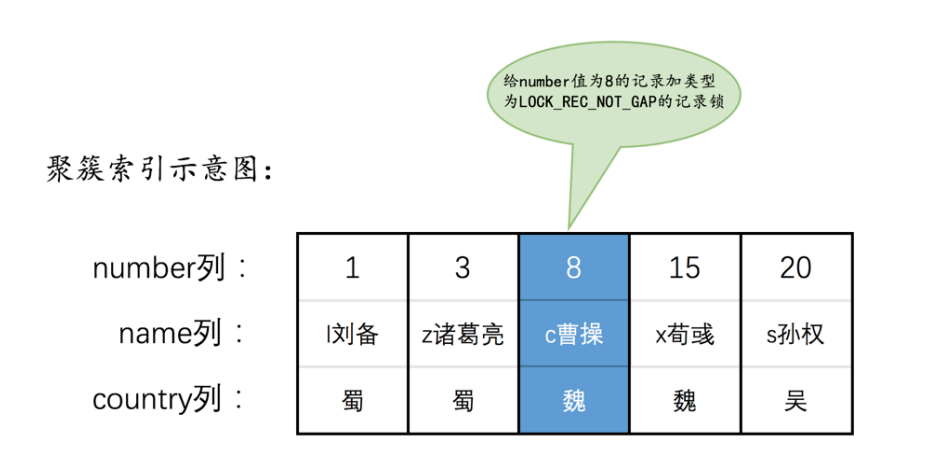 给number值为8的记录加类型
为LOCK_REC_NOT_GAP的记录锁
聚簇索引示意图：
number列： 1 3 8 15 20
name列： l刘备 z诸葛亮 c曹操 x荀彧 s孙权
country列： 蜀 蜀 魏 魏 吴